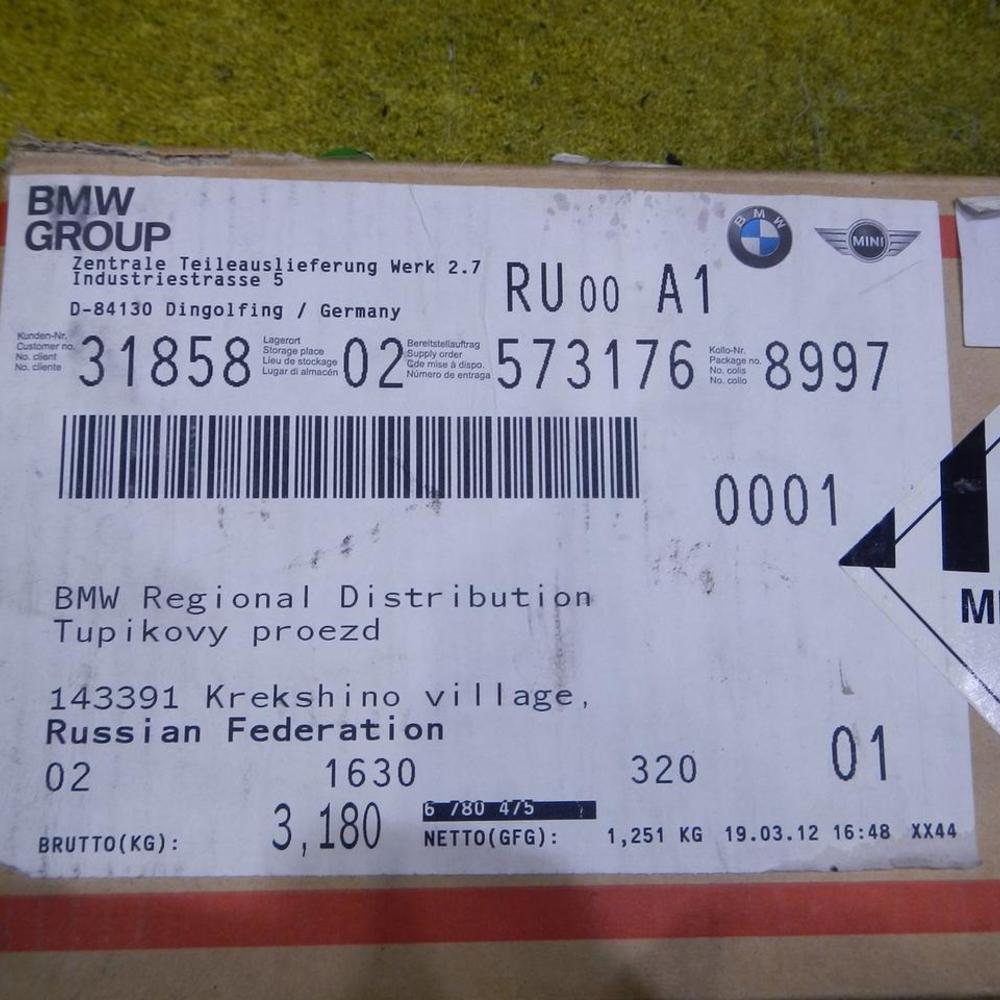 BMW
GROUP
Zentrale Teileauslieferung Werk 2.7
Industriestrasse 5
D-84130 Dingolfing / Germany
RU 00 A1
BMW
MINI
Kunden-Nr.
Customer no.
No. client
No. cliente
31858
Lagerort
Storage place
Lieu de stockage
Lugar di almacén
02
Bereitstellauftrag
Supply order
Cde mise à dispo.
Número de entraga
573176
Kollo-Nr.
Package no.
No. colis
No. collo
8997
0001
BMW Regional Distribution
Tupikovy proezd
143391 Krekshino village,
Russian Federation
02 1630 320 01
6 780 475
BRUTTO(KG): 3,180 NETTO(GFG): 1,251 KG 19.03.12 16:48 XX44